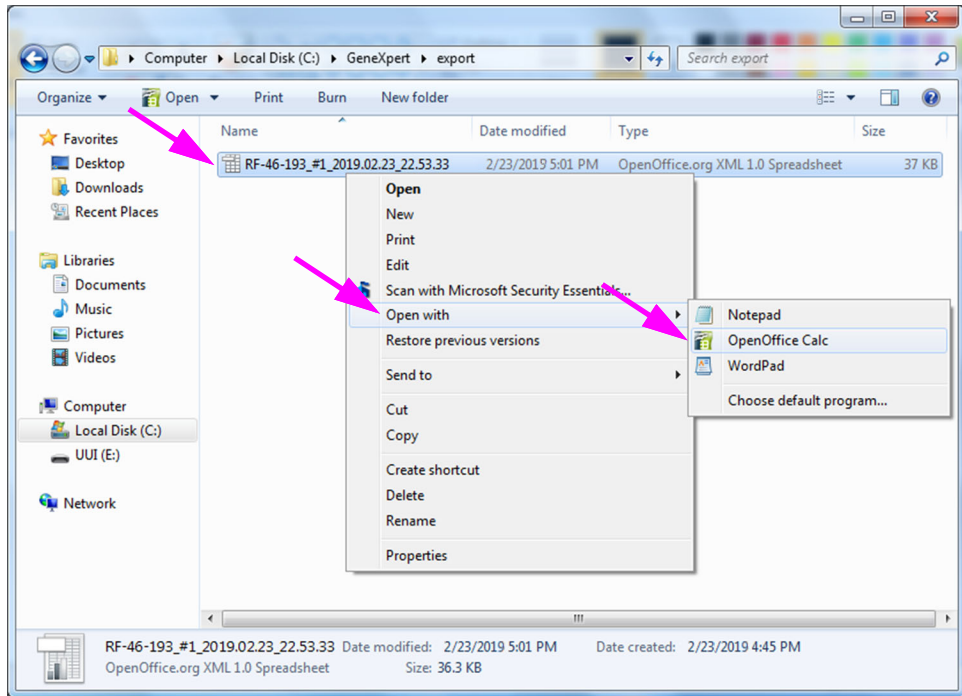 Computer Local Disk (C:) GeneXpert export
Search export
Organize Open Print Burn New folder
Name Date modified Type Size
RF-46-193_#1_2019.02.23_22.53.33 2/23/2019 5:01 PM OpenOffice.org XML 1.0 Spreadsheet 37 KB
Favorites
Desktop
Downloads
Recent Places
Libraries
Documents
Music
Pictures
Videos
Computer
Local Disk (C:)
UUI (E:)
Network
Open
New
Print
Edit
Scan with Microsoft Security Essentials...
Open with
Restore previous versions
Send to
Cut
Copy
Create shortcut
Delete
Rename
Properties
Notepad
OpenOffice Calc
WordPad
Choose default program...
RF-46-193_#1_2019.02.23_22.53.33 Date modified: 2/23/2019 5:01 PM Date created: 2/23/2019 4:45 PM
OpenOffice.org XML 1.0 Spreadsheet Size: 36.3 KB